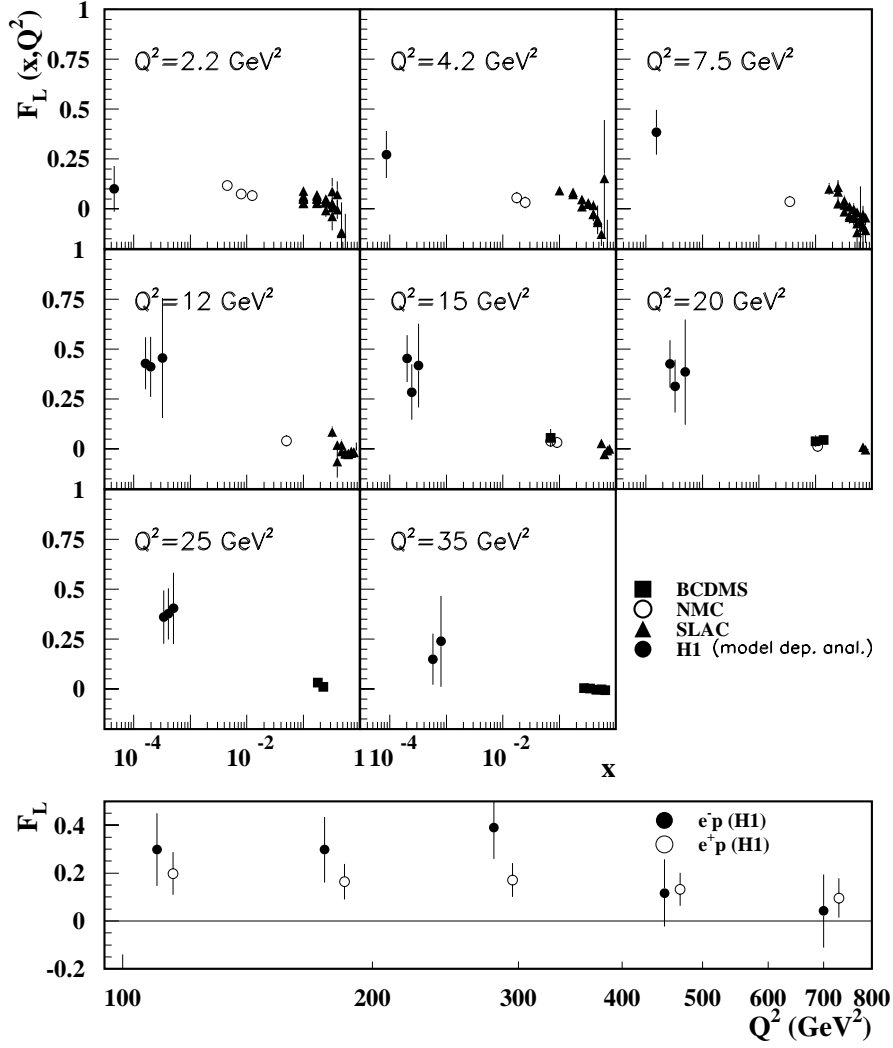 F_L (x,Q²)
1
0.75
0.25
0
Q²=2.2 GeV²
Q²=4.2 GeV²
Q²=7.5 GeV²
1
0.75
0.5
0.25
0
Q²=12 GeV²
Q²=15 GeV²
Q²=20 GeV²
1
0.75
0.5
0.25
0
Q²=25 GeV²
Q²=35 GeV²
BCDMS
NMC
SLAC
H1 (model dep. anal.)
10⁻⁴ 10⁻² 1 10⁻⁴ 10⁻² x
F_L
0.4
0.2
0
-0.2
e⁻p (H1)
e⁺p (H1)
100 200 300 400 500 600 700 800
Q² (GeV²)